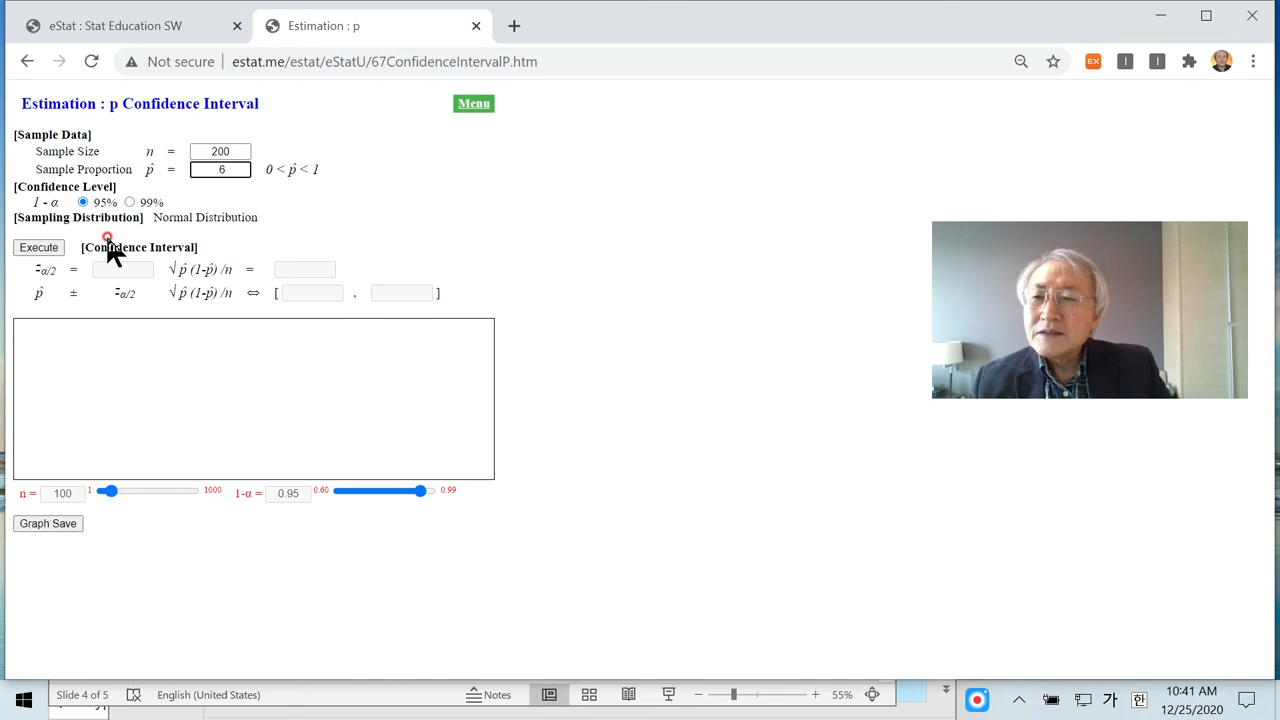 eStat : Stat Education SW
Estimation : p
Not secure | estat.me/estat/eStatU/67ConfidenceIntervalP.htm
EX
Estimation : p Confidence Interval
Menu
[Sample Data]
Sample Size n = 200
Sample Proportion p̂ = .6 0 < p̂ < 1
[Confidence Level]
1 - α 95% 99%
[Sampling Distribution] Normal Distribution
Execute [Confidence Interval]
zα/2 = √ p̂ (1-p̂) /n =
p̂ ± zα/2 √ p̂ (1-p̂) /n ⇔ [ , ]
n = 100 1 1000 1-α = 0.95 0.60 0.99
Graph Save
Slide 4 of 5 English (United States) Notes 55%
가 한
10:41 AM
12/25/2020